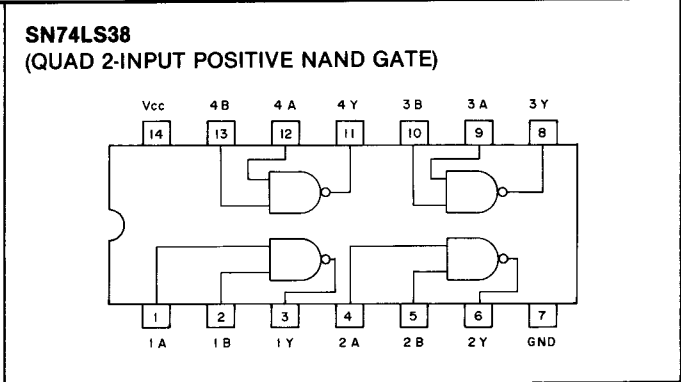 SN74LS38
(QUAD 2-INPUT POSITIVE NAND GATE)
Vcc 4B 4A 4Y 3B 3A 3Y
14 13 12 11 10 9 8
1 2 3 4 5 6 7
1A 1B 1Y 2A 2B 2Y GND